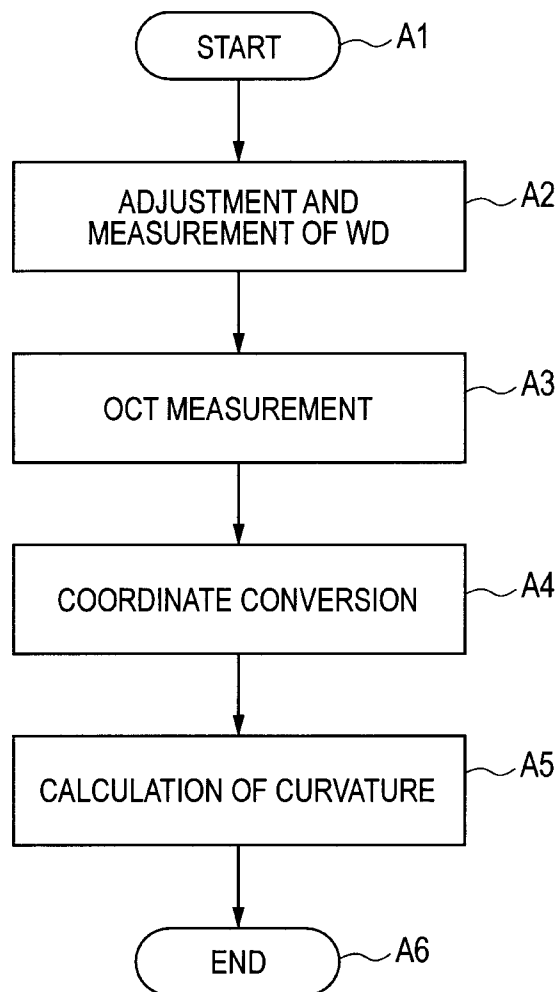 START
A1
ADJUSTMENT AND
MEASUREMENT OF WD
A2
OCT MEASUREMENT
A3
COORDINATE CONVERSION
A4
CALCULATION OF CURVATURE
A5
END
A6